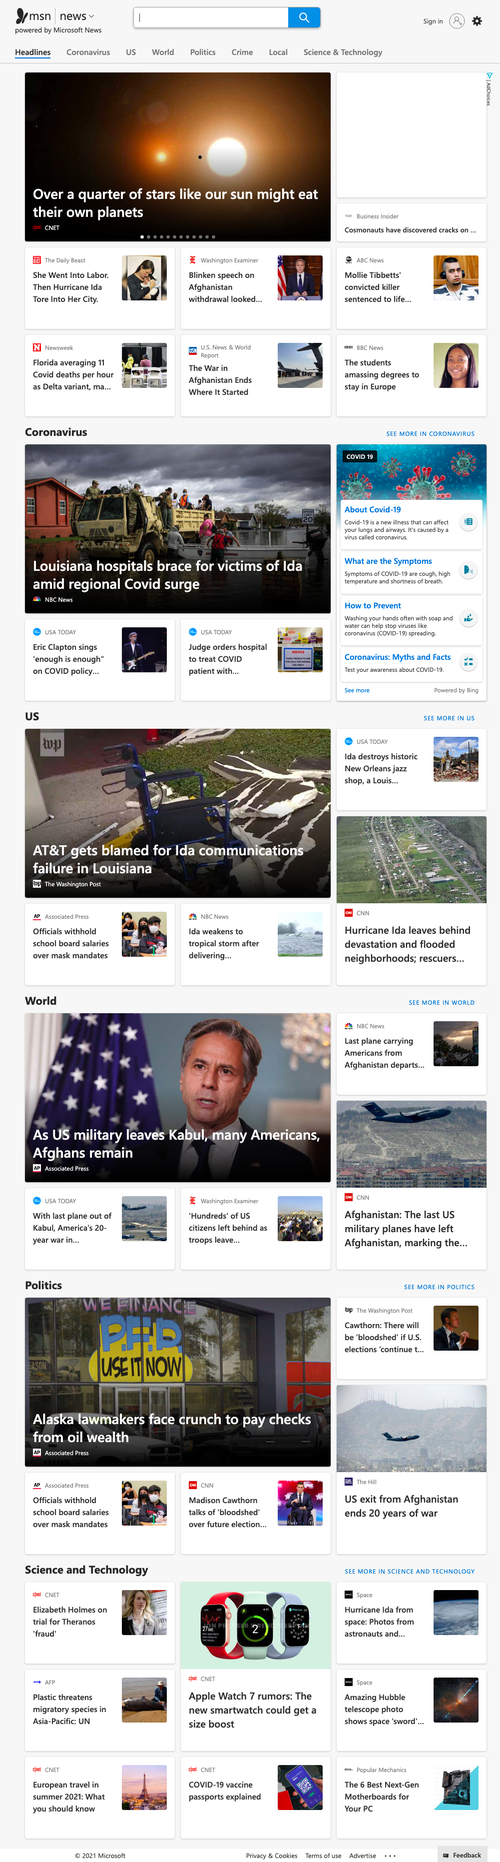 msn news
powered by Microsoft News
Sign in
Headlines Coronavirus US World Politics Crime Local Science & Technology
AdChoices
Over a quarter of stars like our sun might eat
their own planets
CNET
Business Insider
Cosmonauts have discovered cracks on ...
The Daily Beast
She Went Into Labor.
Then Hurricane Ida
Tore Into Her City.
Washington Examiner
Blinken speech on
Afghanistan
withdrawal looked...
ABC News
Mollie Tibbetts'
convicted killer
sentenced to life...
Newsweek
Florida averaging 11
Covid deaths per hour
as Delta variant, ma...
U.S. News & World
Report
The War in
Afghanistan Ends
Where It Started
BBC News
The students
amassing degrees to
stay in Europe
Coronavirus
SEE MORE IN CORONAVIRUS
Louisiana hospitals brace for victims of Ida
amid regional Covid surge
NBC News
COVID 19
About Covid-19
Covid-19 is a new illness that can affect
your lungs and airways. It's caused by a
virus called coronavirus.
What are the Symptoms
Symptoms of COVID-19 are cough, high
temperature and shortness of breath.
How to Prevent
Washing your hands often with soap and
water can help stop viruses like
coronavirus (COVID-19) spreading.
Coronavirus: Myths and Facts
Test your awareness about COVID-19.
See more
Powered by Bing
USA TODAY
Eric Clapton sings
'enough is enough"
on COVID policy...
USA TODAY
Judge orders hospital
to treat COVID
patient with...
US
SEE MORE IN US
wp
AT&T gets blamed for Ida communications
failure in Louisiana
The Washington Post
USA TODAY
Ida destroys historic
New Orleans jazz
shop, a Louis...
CNN
Hurricane Ida leaves behind
devastation and flooded
neighborhoods; rescuers...
AP Associated Press
Officials withhold
school board salaries
over mask mandates
NBC News
Ida weakens to
tropical storm after
delivering...
World
SEE MORE IN WORLD
As US military leaves Kabul, many Americans,
Afghans remain
AP Associated Press
NBC News
Last plane carrying
Americans from
Afghanistan departs...
CNN
Afghanistan: The last US
military planes have left
Afghanistan, marking the...
USA TODAY
With last plane out of
Kabul, America's 20-
year war in...
Washington Examiner
'Hundreds' of US
citizens left behind as
troops leave...
Politics
SEE MORE IN POLITICS
WE FINANCE
PFD
USE IT NOW
Alaska lawmakers face crunch to pay checks
from oil wealth
AP Associated Press
wp The Washington Post
Cawthorn: There will
be 'bloodshed' if U.S.
elections 'continue t...
The Hill
US exit from Afghanistan
ends 20 years of war
AP Associated Press
Officials withhold
school board salaries
over mask mandates
CNN
Madison Cawthorn
talks of 'bloodshed'
over future election...
Science and Technology
SEE MORE IN SCIENCE AND TECHNOLOGY
CNET
Elizabeth Holmes on
trial for Theranos
'fraud'
CNET
Apple Watch 7 rumors: The
new smartwatch could get a
size boost
Space
Hurricane Ida from
space: Photos from
astronauts and...
AFP
Plastic threatens
migratory species in
Asia-Pacific: UN
Space
Amazing Hubble
telescope photo
shows space 'sword'...
CNET
European travel in
summer 2021: What
you should know
CNET
COVID-19 vaccine
passports explained
Popular Mechanics
The 6 Best Next-Gen
Motherboards for
Your PC
© 2021 Microsoft
Privacy & Cookies Terms of use Advertise
Feedback